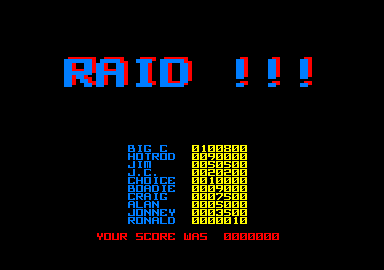 RAID !!!
BIG C 0100800
HOTROD 0090000
JIM 0050500
J.C. 0020200
CHOICE 0010000
BOADIE 0009000
CRAIG 0007500
ALAN 0005000
JONNEY 0003500
RONALD 0000010
YOUR SCORE WAS 0000000